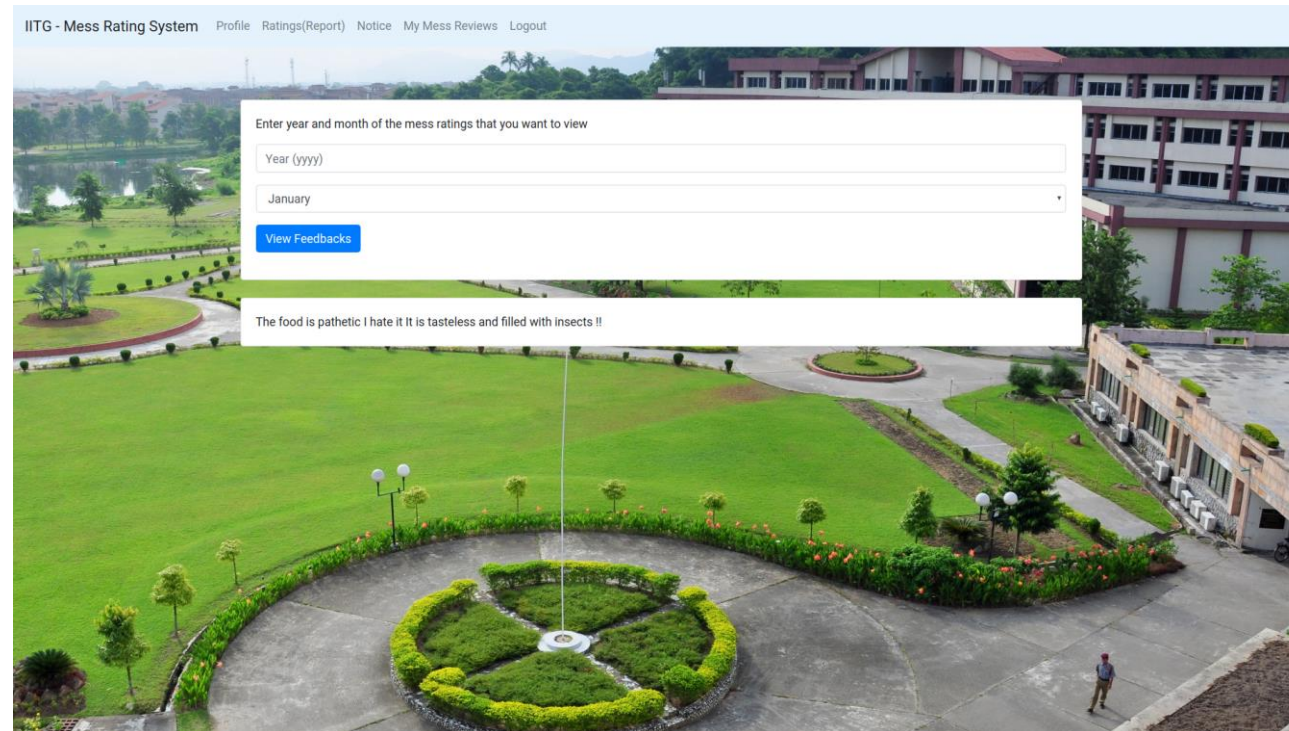 IITG - Mess Rating System Profile Ratings(Report) Notice My Mess Reviews Logout
Enter year and month of the mess ratings that you want to view
Year (yyyy)
January
View Feedbacks
The food is pathetic I hate it It is tasteless and filled with insects !!